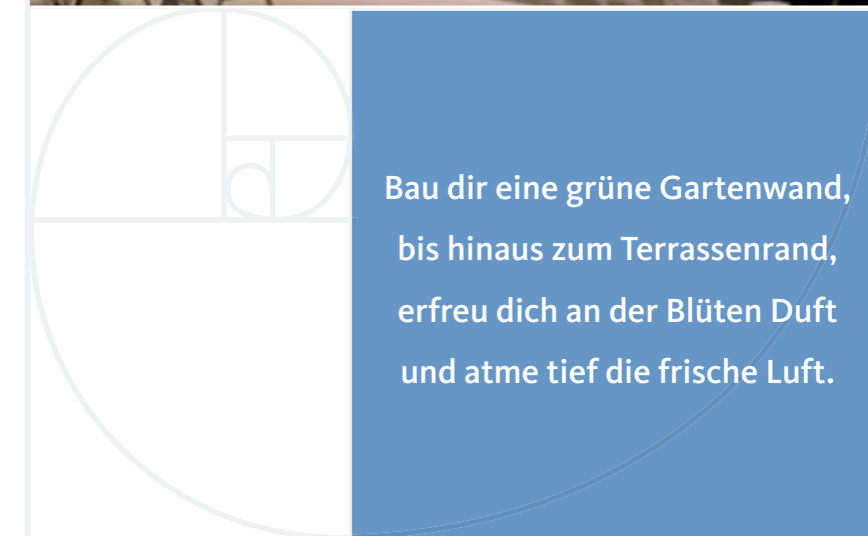 Bau dir eine grüne Gartenwand,
bis hinaus zum Terrassenrand,
erfreu dich an der Blüten Duft
und atme tief die frische Luft.